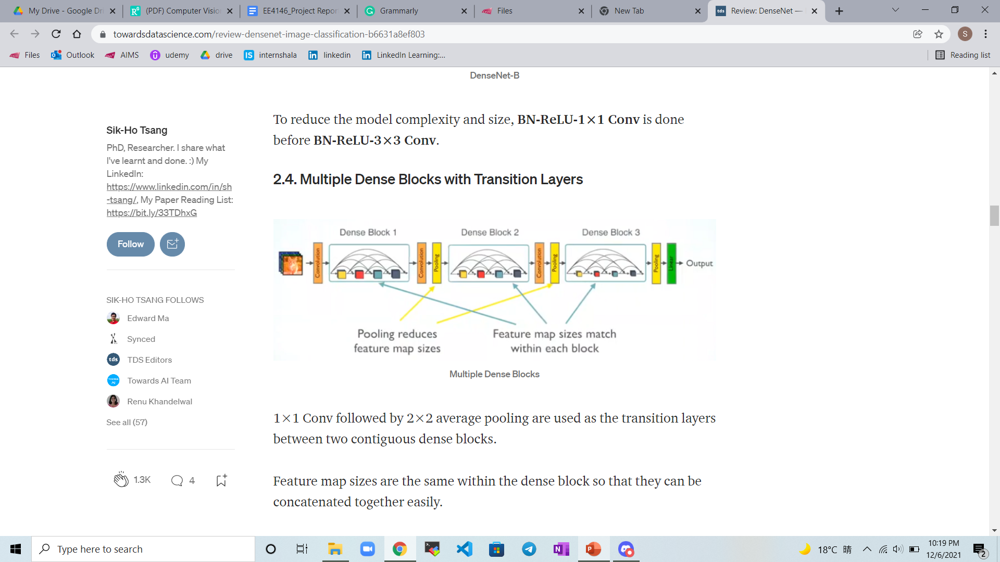 My Drive - Google Dri
(PDF) Computer Vision
EE4146_Project Report
Grammarly
Files
New Tab
tds
Review: DenseNet —
towardsdatascience.com/review-densenet-image-classification-b6631a8ef803
S
Files
Outlook
AIMS
udemy
drive
IS
internshala
in
linkedin
in
LinkedIn Learning:...
Reading list
DenseNet-B
To reduce the model complexity and size, BN-ReLU-1×1 Conv is done
before BN-ReLU-3×3 Conv.
2.4. Multiple Dense Blocks with Transition Layers
Dense Block 1
Dense Block 2
Dense Block 3
Convolution
Convolution
Pooling
Convolution
Pooling
Pooling
Linear
Output
Pooling reduces
feature map sizes
Feature map sizes match
within each block
Multiple Dense Blocks
1×1 Conv followed by 2×2 average pooling are used as the transition layers
between two contiguous dense blocks.
Feature map sizes are the same within the dense block so that they can be
concatenated together easily.
Sik-Ho Tsang
PhD, Researcher. I share what
I've learnt and done. :) My
LinkedIn:
https://www.linkedin.com/in/sh
-tsang/, My Paper Reading List:
https://bit.ly/33TDhxG
Follow
SIK-HO TSANG FOLLOWS
Edward Ma
Synced
tds
TDS Editors
Towards AI Team
Renu Khandelwal
See all (57)
1.3K
4
Type here to search
18°C 晴
10:19 PM
12/6/2021
2